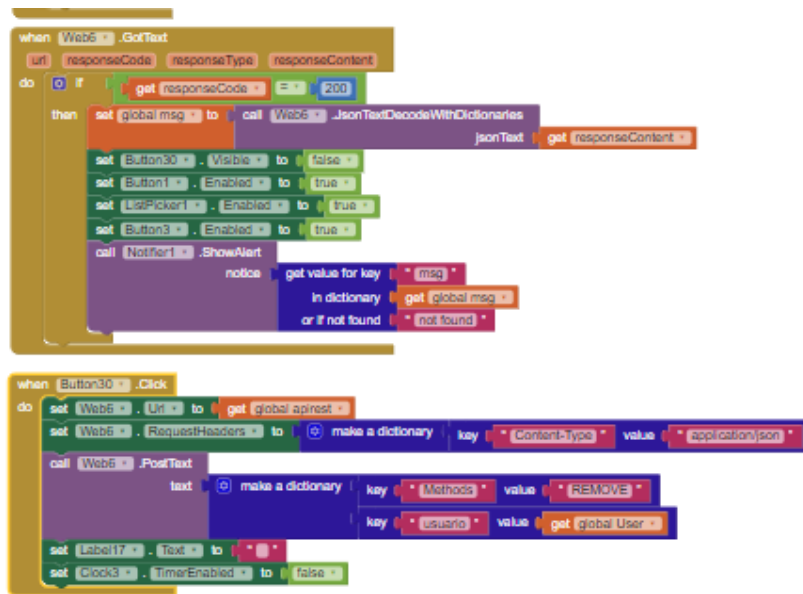 when Web6 .GotText
url responseCode responseType responseContent
do if get responseCode = 200
then set global msg to call Web6 .JsonTextDecodeWithDictionaries
jsonText get responseContent
set Button30 . Visible to false
set Button1 . Enabled to true
set ListPicker1 . Enabled to true
set Button3 . Enabled to true
call Notifier1 .ShowAlert
notice get value for key " msg "
in dictionary get global msg
or if not found " not found "
when Button30 .Click
do set Web6 . Url to get global apirest
set Web6 . RequestHeaders to make a dictionary key " Content-Type " value " application/json "
call Web6 .PostText
text make a dictionary key " Methods " value " REMOVE "
key " usuario " value get global User
set Label17 . Text to " "
set Clock3 . TimerEnabled to false